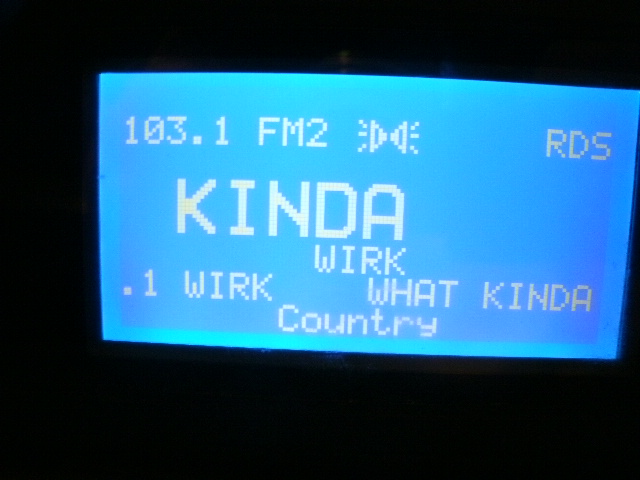 103.1 FM2 RDS
KINDA
WIRK
.1 WIRK WHAT KINDA
Country